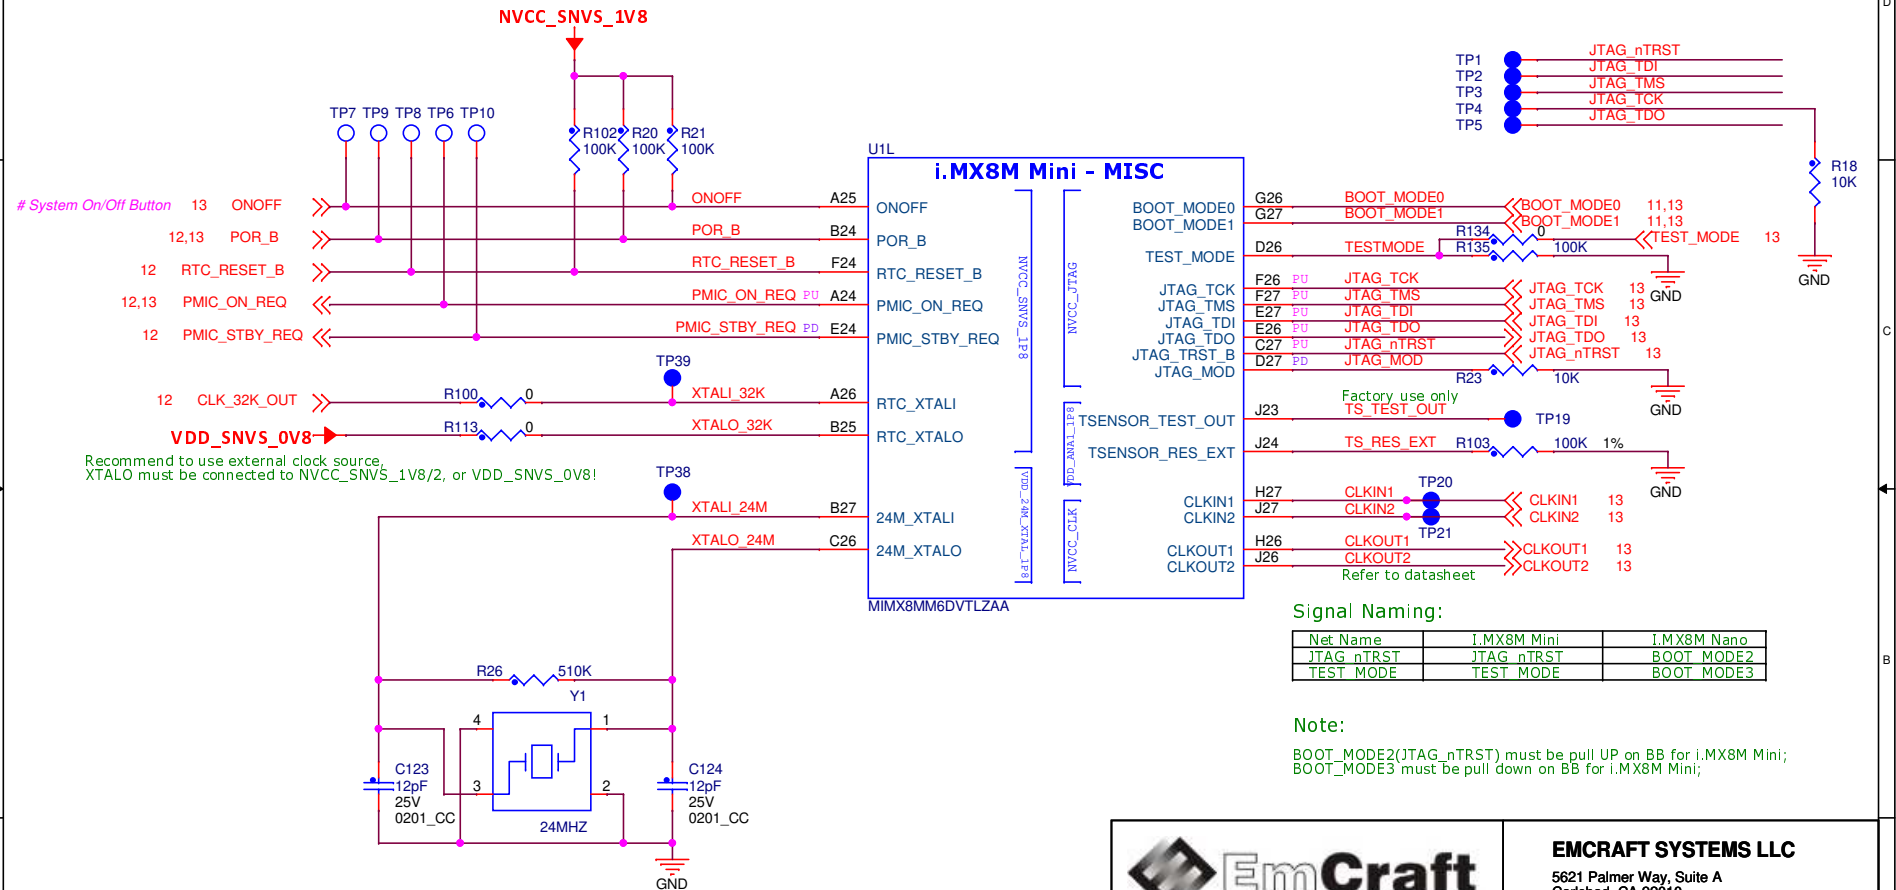 NVCC_SNVS_1V8
D
TP7 TP9 TP8 TP6 TP10
R102 100K
R20 100K
R21 100K
U1L
i.MX8M Mini - MISC
# System On/Off Button 13 ONOFF ONOFF A25 ONOFF
12,13 POR_B POR_B B24 POR_B
12 RTC_RESET_B RTC_RESET_B F24 RTC_RESET_B
12,13 PMIC_ON_REQ PMIC_ON_REQ PU A24 PMIC_ON_REQ
12 PMIC_STBY_REQ PMIC_STBY_REQ PD E24 PMIC_STBY_REQ
TP39
12 CLK_32K_OUT R100 0 XTALI_32K A26 RTC_XTALI
VDD_SNVS_0V8 R113 0 XTALO_32K B25 RTC_XTALO
Recommend to use external clock source,
XTALO must be connected to NVCC_SNVS_1V8/2, or VDD_SNVS_0V8!
TP38
XTALI_24M B27 24M_XTALI
XTALO_24M C26 24M_XTALO
MIMX8MM6DVTLZAA
NVCC_SNVS_1P8
VDD_24M_XTAL_1P8
NVCC_JTAG
VDD_ANA1_1P8
NVCC_CLK
R26 510K
Y1
4 1
3 2
24MHZ
C123
12pF
25V
0201_CC
C124
12pF
25V
0201_CC
GND
TP1 JTAG_nTRST
TP2 JTAG_TDI
TP3 JTAG_TMS
TP4 JTAG_TCK
TP5 JTAG_TDO
R18
10K
GND
BOOT_MODE0 G26 BOOT_MODE0 BOOT_MODE0 11,13
BOOT_MODE1 G27 BOOT_MODE1 BOOT_MODE1 11,13
R134 0 TEST_MODE 13
TEST_MODE D26 TESTMODE R135 100K
GND
JTAG_TCK F26 PU JTAG_TCK JTAG_TCK 13
JTAG_TMS F27 PU JTAG_TMS JTAG_TMS 13
JTAG_TDI E27 PU JTAG_TDI JTAG_TDI 13
JTAG_TDO E26 PU JTAG_TDO JTAG_TDO 13
JTAG_TRST_B C27 PU JTAG_nTRST JTAG_nTRST 13
JTAG_MOD D27 PD JTAG_MOD R23 10K
GND
Factory use only
TSENSOR_TEST_OUT J23 TS_TEST_OUT TP19
TSENSOR_RES_EXT J24 TS_RES_EXT R103 100K 1%
GND
TP20
CLKIN1 H27 CLKIN1 CLKIN1 13
CLKIN2 J27 CLKIN2 CLKIN2 13
TP21
CLKOUT1 H26 CLKOUT1 CLKOUT1 13
CLKOUT2 J26 CLKOUT2 CLKOUT2 13
Refer to datasheet
C
Signal Naming:
Net Name I.MX8M Mini I.MX8M Nano
JTAG_nTRST JTAG_nTRST BOOT_MODE2
TEST_MODE TEST_MODE BOOT_MODE3
B
Note:
BOOT_MODE2(JTAG_nTRST) must be pull UP on BB for i.MX8M Mini;
BOOT_MODE3 must be pull down on BB for i.MX8M Mini;
EmCraft
EMCRAFT SYSTEMS LLC
5621 Palmer Way, Suite A